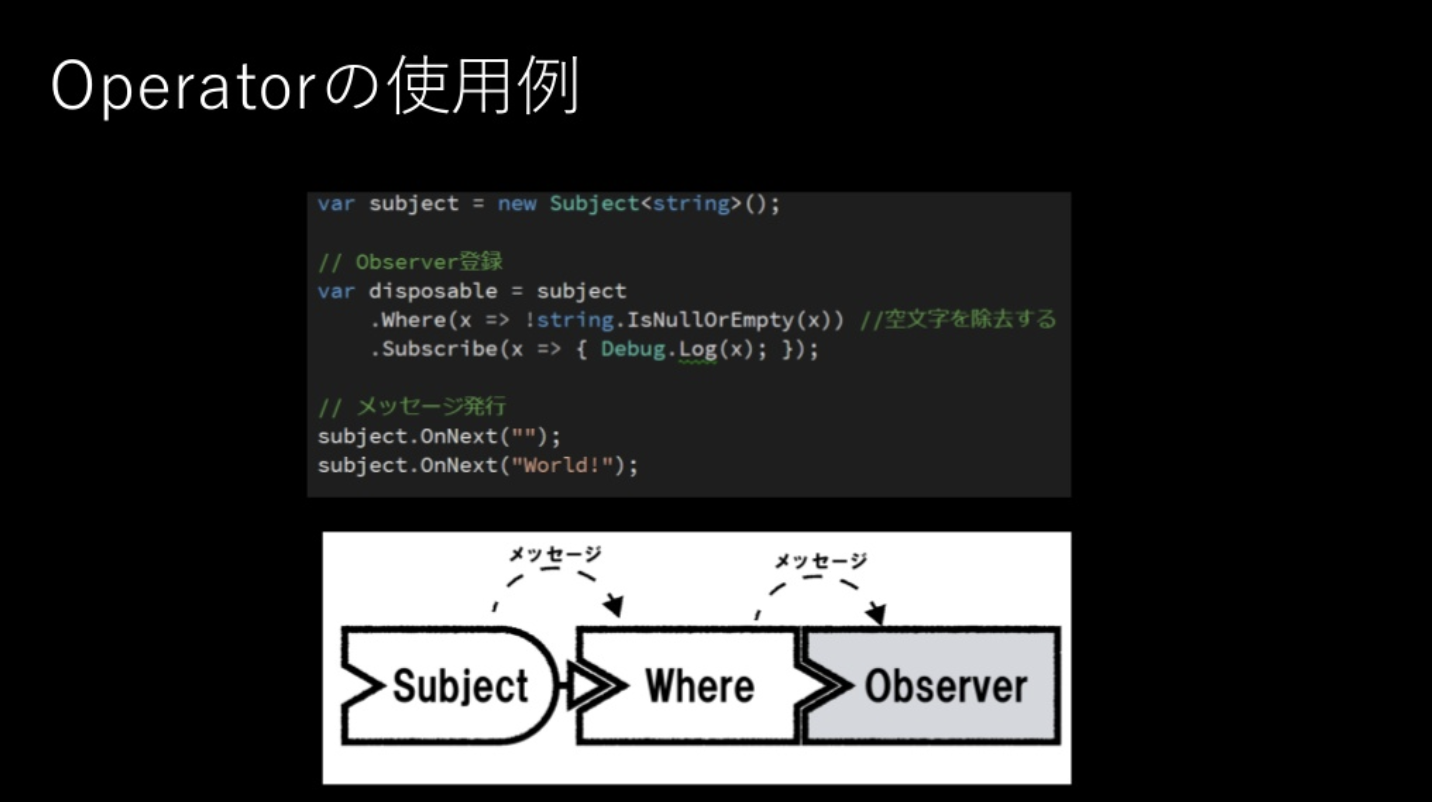 Operatorの使用例
var subject = new Subject<string>();
// Observer登録
var disposable = subject
.Where(x => !string.IsNullOrEmpty(x)) //空文字を除去する
.Subscribe(x => { Debug.Log(x); });
// メッセージ発行
subject.OnNext("");
subject.OnNext("World!");
メッセージ メッセージ
Subject Where Observer